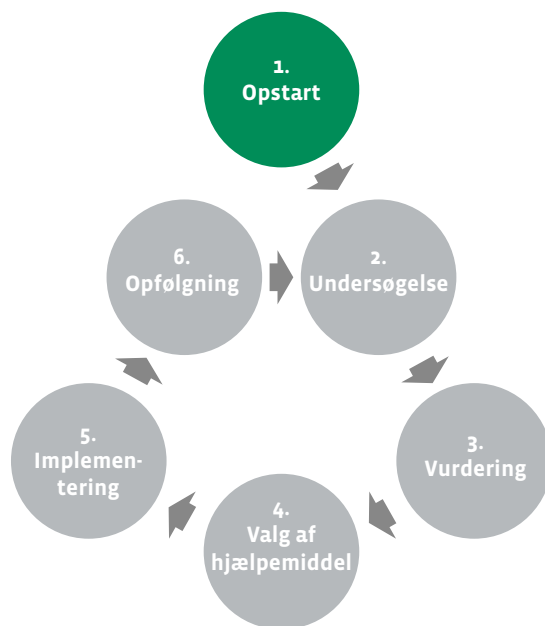 1.
Opstart
6.
Opfølgning
2.
Undersøgelse
5.
Implemen-
tering
3.
Vurdering
4.
Valg af
hjælpemiddel